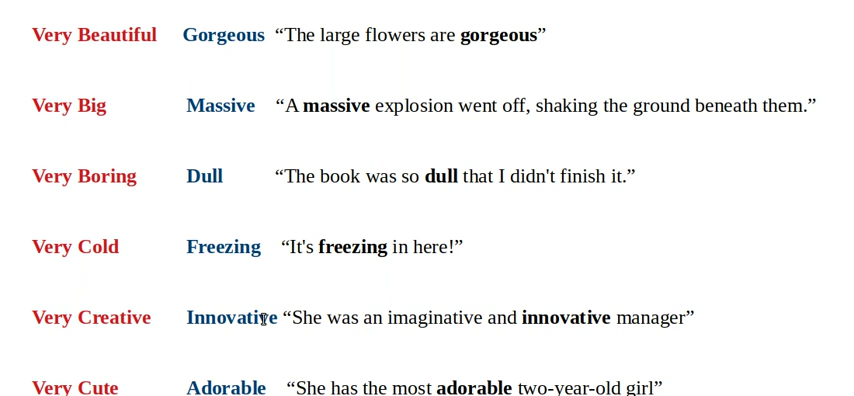 Very Beautiful Gorgeous “The large flowers are gorgeous”
Very Big Massive “A massive explosion went off, shaking the ground beneath them.”
Very Boring Dull “The book was so dull that I didn't finish it.”
Very Cold Freezing “It's freezing in here!”
Very Creative Innovative “She was an imaginative and innovative manager”
Very Cute Adorable “She has the most adorable two-year-old girl”